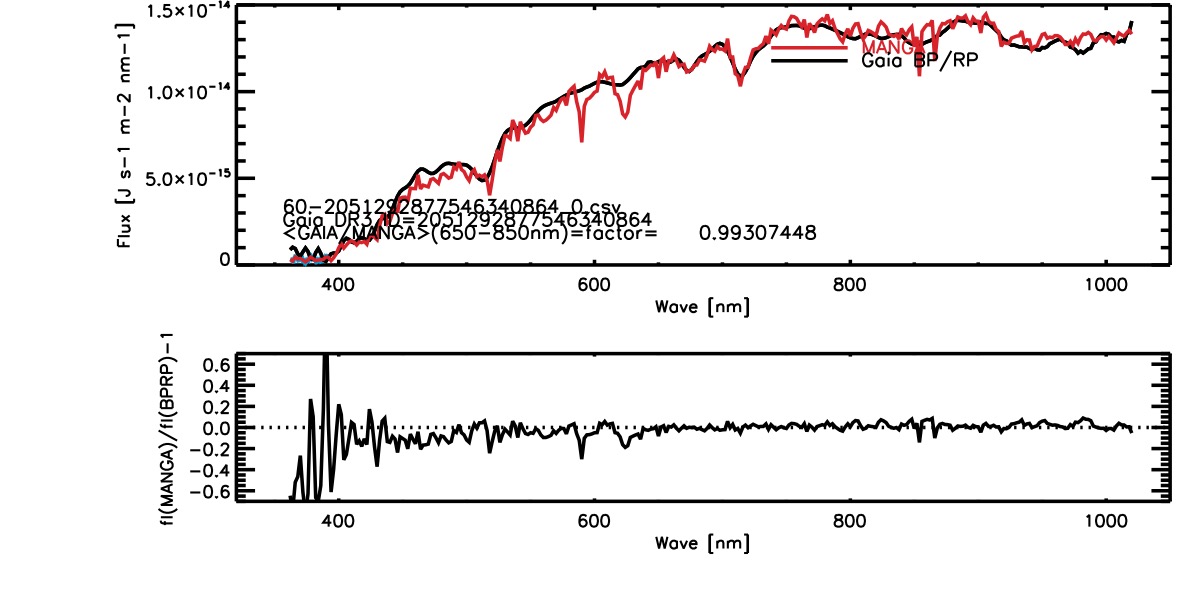 1.5×10−14
1.0×10−14
5.0×10−15
0
Flux [J s−1 m−2 nm−1]
MANGA
Gaia BP/RP
60−2051292877546340864_0.csv
Gaia DR3 ID=2051292877546340864
<GAIA/MANGA>(650−850nm)=factor= 0.99307448
400 600 800 1000
Wave [nm]
fl(MANGA)/fl(BPRP)−1
0.6
0.4
0.2
0.0
−0.2
−0.4
−0.6
400 600 800 1000
Wave [nm]